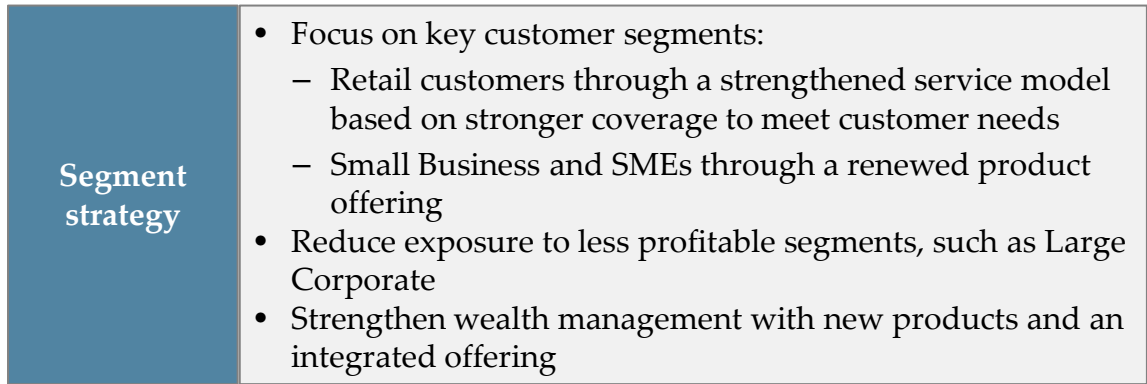 Segment
strategy
• Focus on key customer segments:
– Retail customers through a strengthened service model
based on stronger coverage to meet customer needs
– Small Business and SMEs through a renewed product
offering
• Reduce exposure to less profitable segments, such as Large
Corporate
• Strengthen wealth management with new products and an
integrated offering